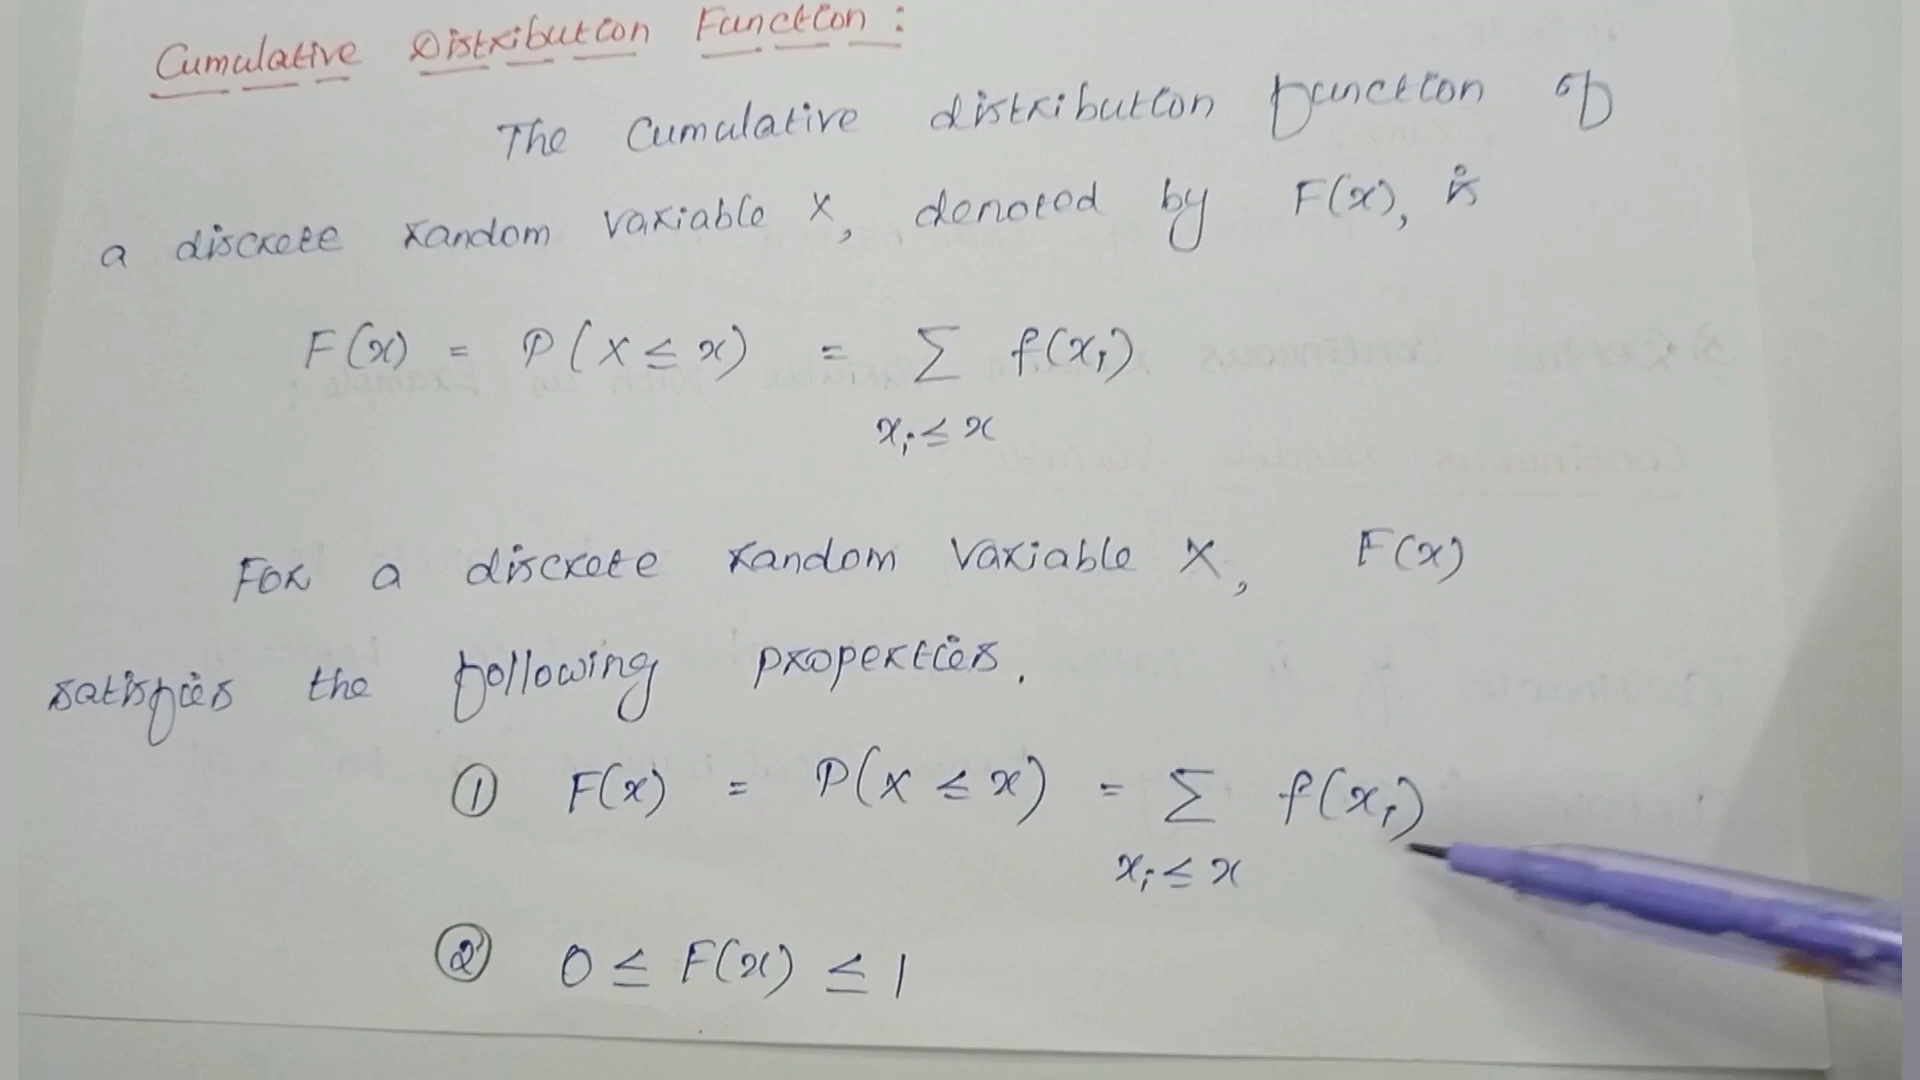 Cumulative Distribution Function :
The Cumulative distribution function of
a discrete random variable X, denoted by F(x), is
F(x) = P(X ≤ x) = Σ f(xᵢ)
xᵢ ≤ x
For a discrete random variable X, F(x)
satisfies the following properties.
① F(x) = P(X ≤ x) = Σ f(xᵢ)
xᵢ ≤ x
② 0 ≤ F(x) ≤ 1